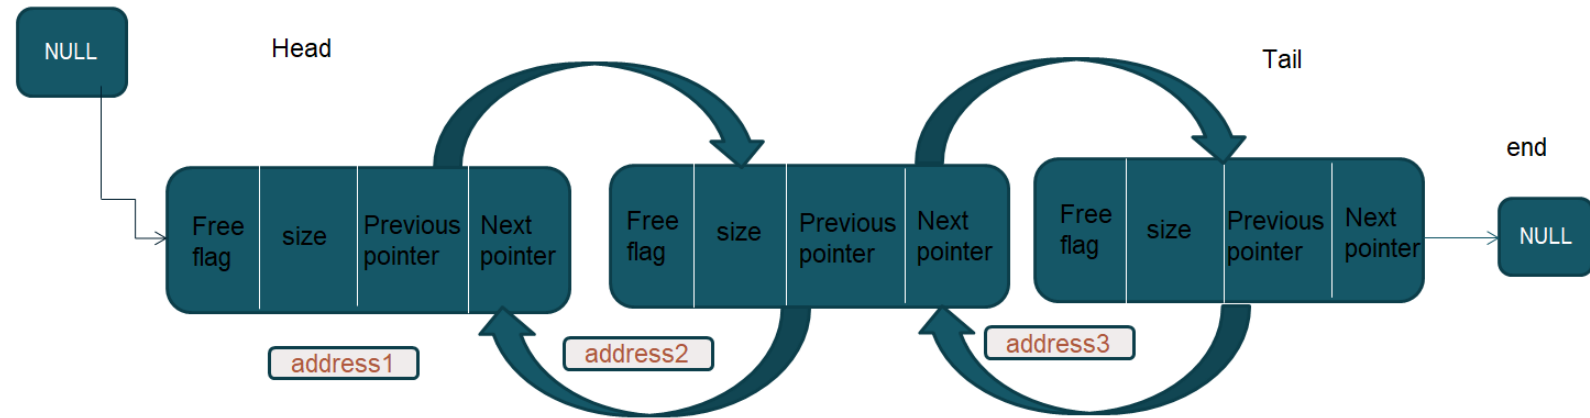 NULL
Head
Tail
end
Free
flag
size
Previous
pointer
Next
pointer
Free
flag
size
Previous
pointer
Next
pointer
Free
flag
size
Previous
pointer
Next
pointer
NULL
address1
address2
address3